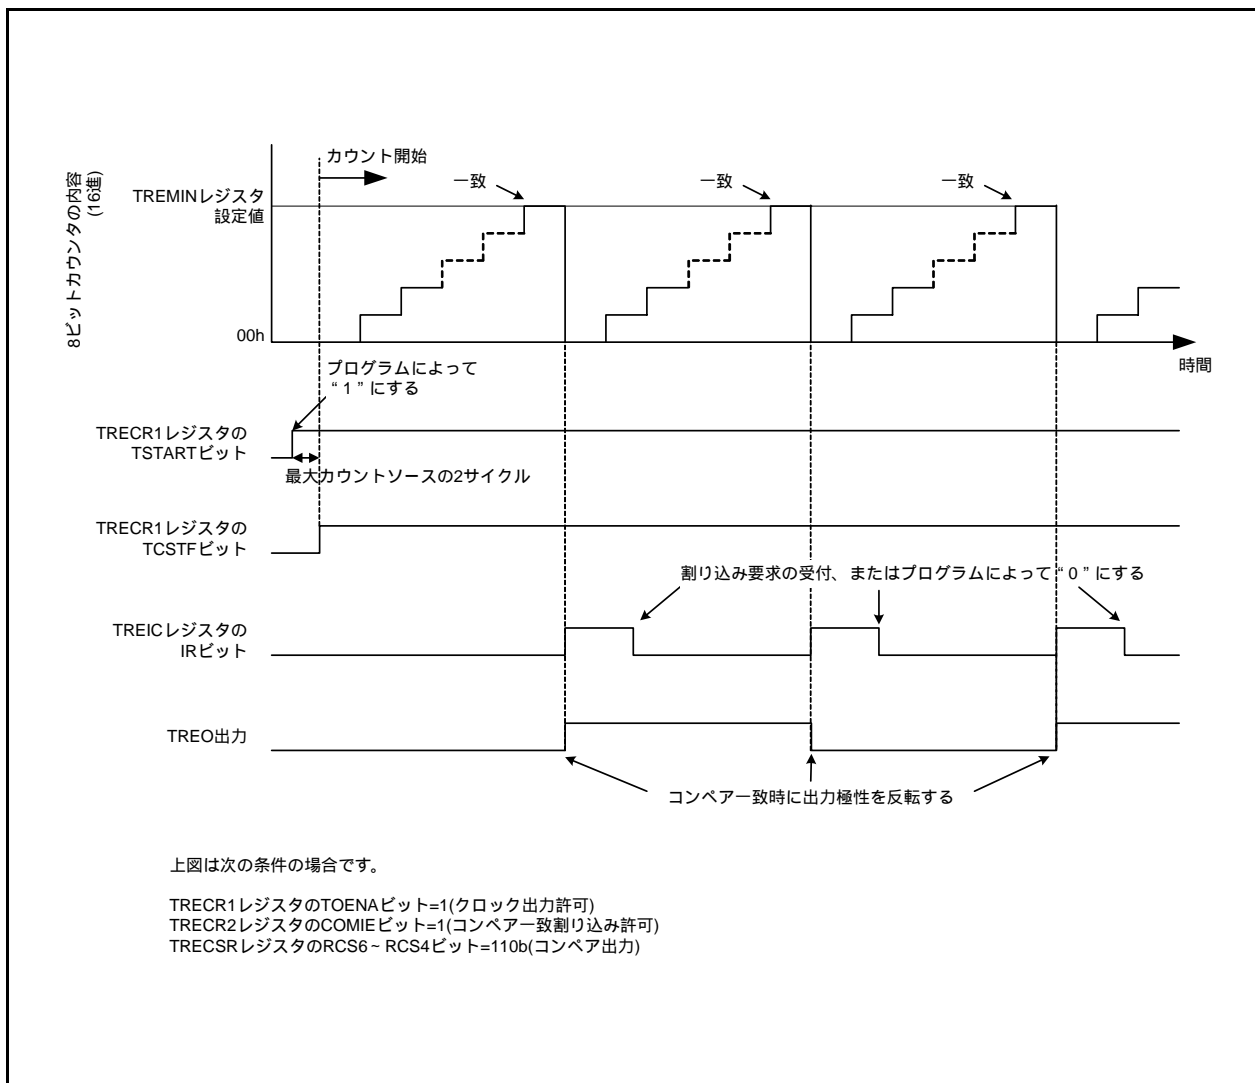 8ビットカウンタの内容
(16進)
カウント開始
TREMINレジスタ
設定値
一致
一致
一致
00h
時間
プログラムによって
“1”にする
TRECR1レジスタの
TSTARTビット
最大カウントソースの2サイクル
TRECR1レジスタの
TCSTFビット
割り込み要求の受付、またはプログラムによって“0”にする
TREICレジスタの
IRビット
TREO出力
コンペア一致時に出力極性を反転する
上図は次の条件の場合です。
TRECR1レジスタのTOENAビット=1(クロック出力許可)
TRECR2レジスタのCOMIEビット=1(コンペア一致割り込み許可)
TRECSRレジスタのRCS6~RCS4ビット=110b(コンペア出力)